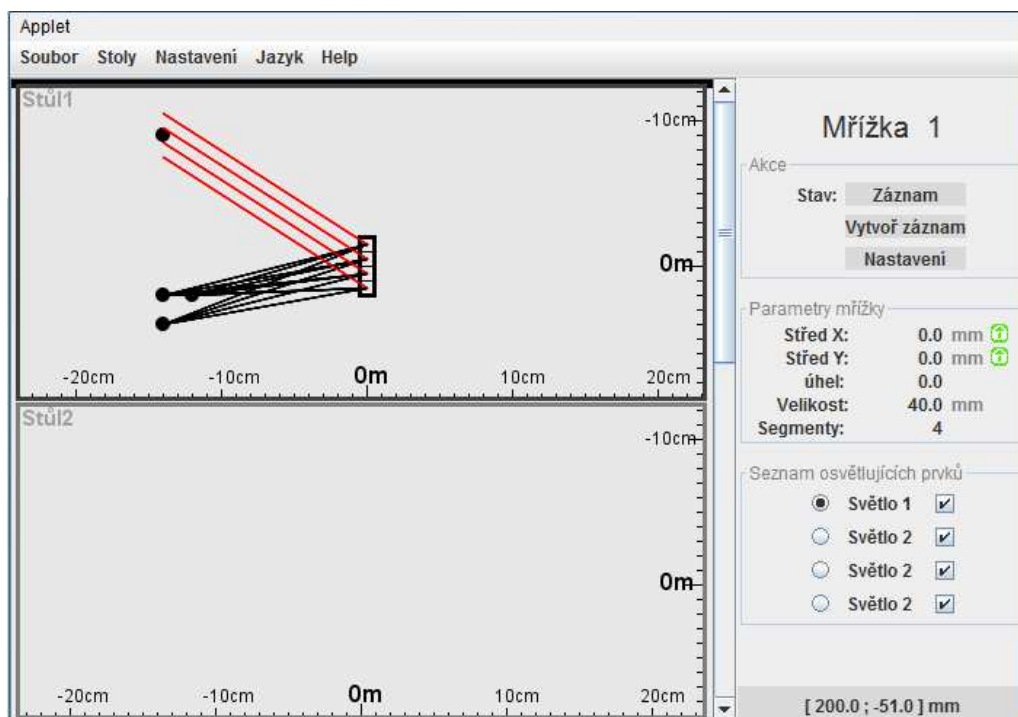 Applet
Soubor Stoly Nastavení Jazyk Help
Stůl1
-10cm
0m
-20cm -10cm 0m 10cm 20cm
Stůl2
-10cm
0m
-20cm -10cm 0m 10cm 20cm
Mřížka 1
Akce
Stav: Záznam
Vytvoř záznam
Nastavení
Parametry mřížky
Střed X: 0.0 mm
Střed Y: 0.0 mm
úhel: 0.0
Velikost: 40.0 mm
Segmenty: 4
Seznam osvětlujících prvků
Světlo 1
Světlo 2
Světlo 2
Světlo 2
[ 200.0 ; -51.0 ] mm